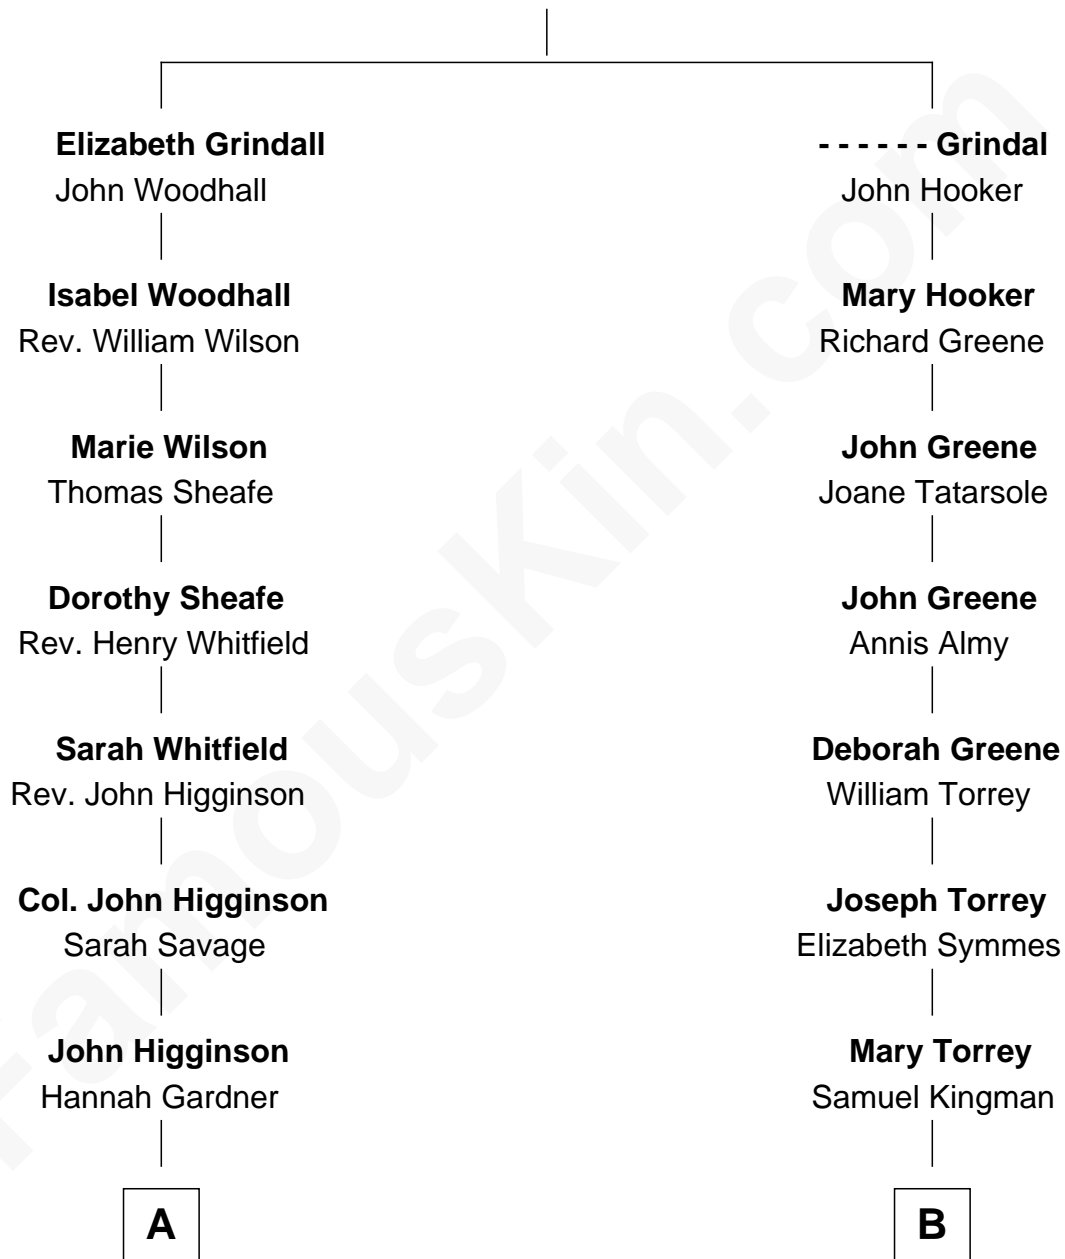 Elizabeth Grindall
John Woodhall
Isabel Woodhall
Rev. William Wilson
Marie Wilson
Thomas Sheafe
Dorothy Sheafe
Rev. Henry Whitfield
Sarah Whitfield
Rev. John Higginson
Col. John Higginson
Sarah Savage
John Higginson
Hannah Gardner
A
- - - - - - Grindal
John Hooker
Mary Hooker
Richard Greene
John Greene
Joane Tatarsole
John Greene
Annis Almy
Deborah Greene
William Torrey
Joseph Torrey
Elizabeth Symmes
Mary Torrey
Samuel Kingman
B
FamousKin.com